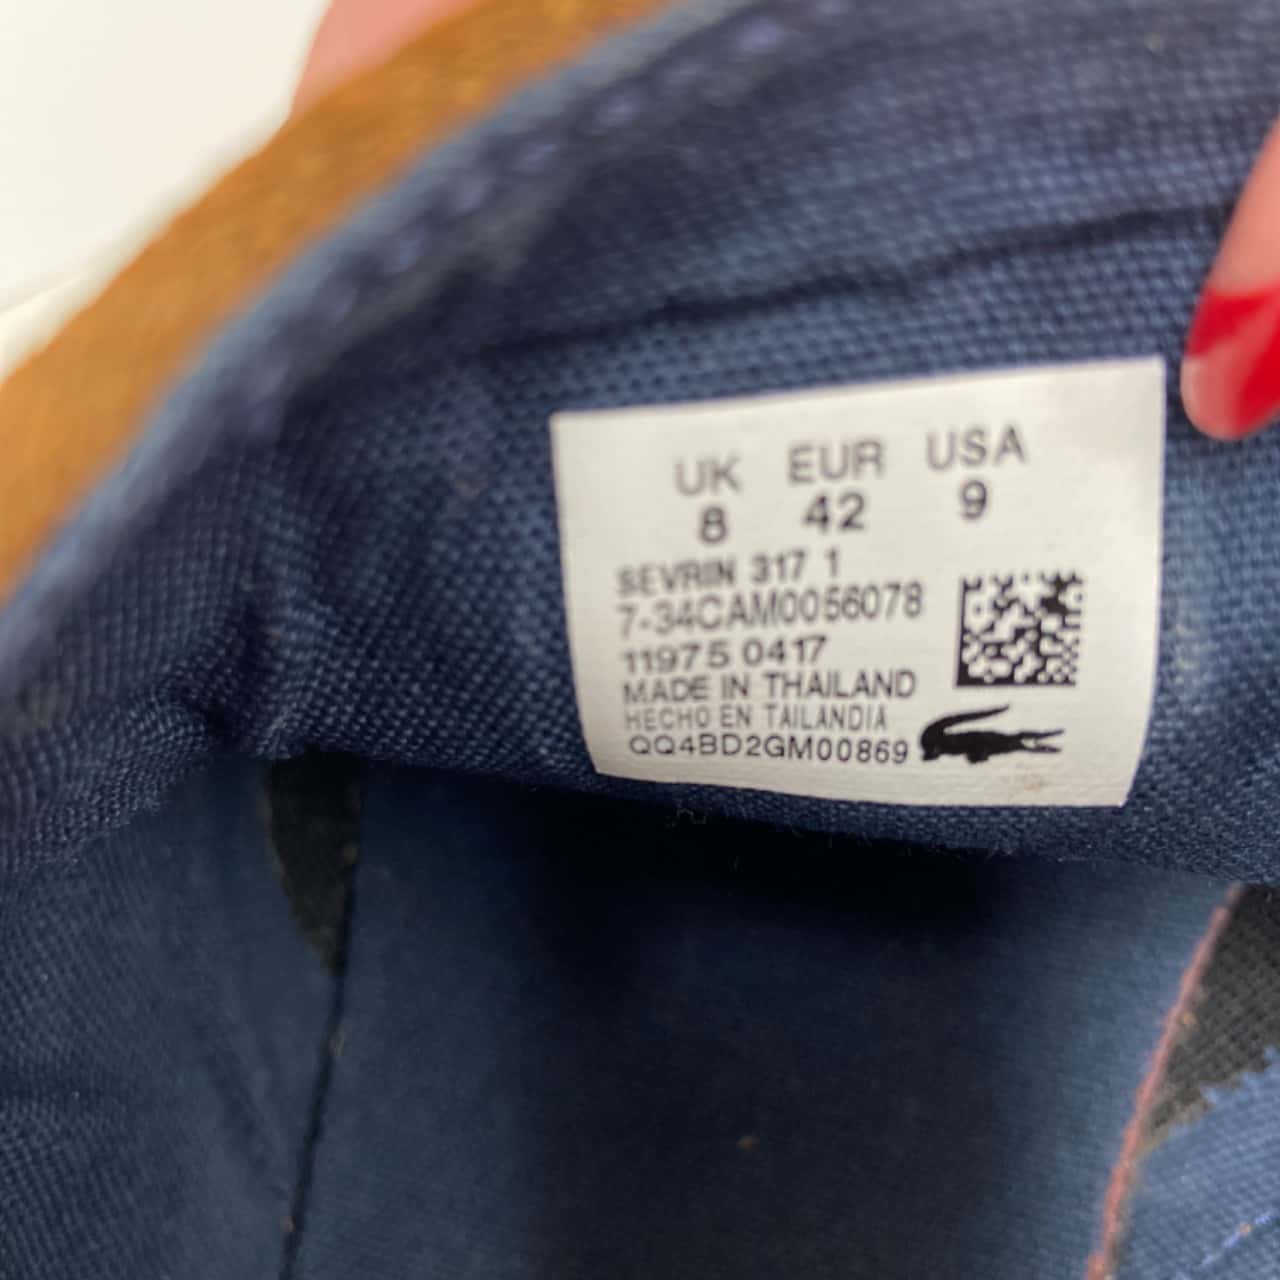 UK EUR USA
8 42 9
SEVRIN 317 1
7-34CAM0056078
11975 0417
MADE IN THAILAND
HECHO EN TAILANDIA
QQ4BD2GM00869